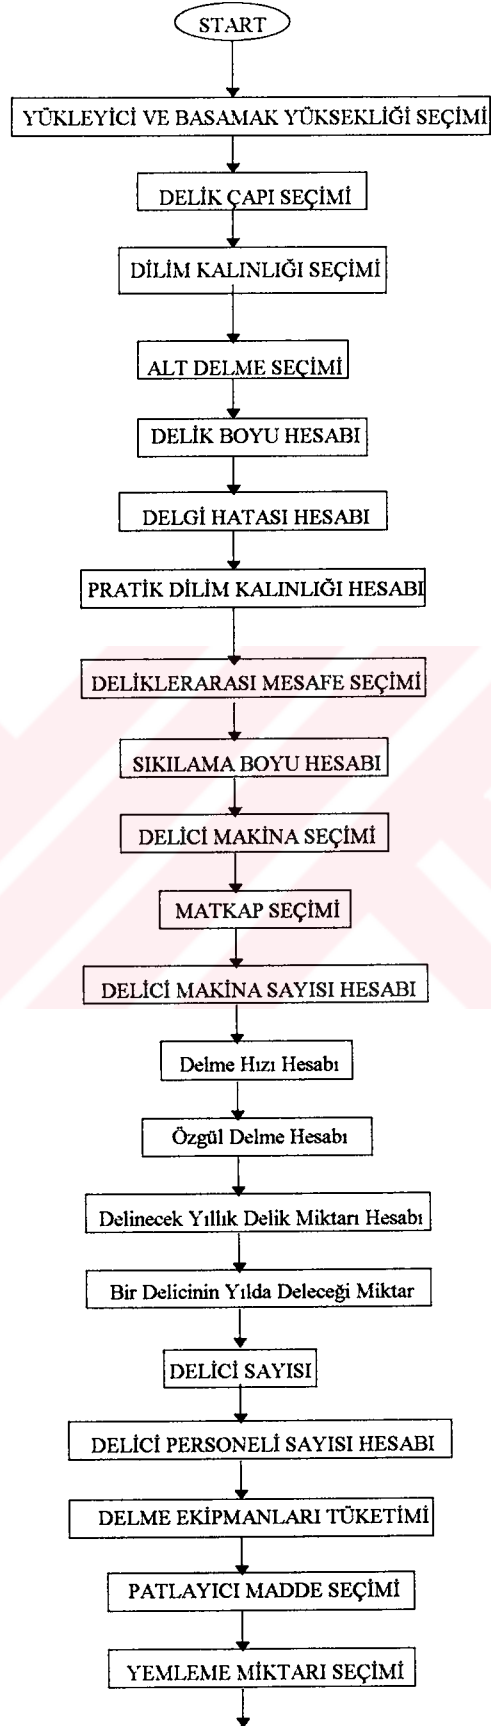 START
YÜKLEYİCİ VE BASAMAK YÜKSEKLİĞİ SEÇİMİ
DELİK ÇAPI SEÇİMİ
DİLİM KALINLIĞI SEÇİMİ
ALT DELME SEÇİMİ
DELİK BOYU HESABI
DELGİ HATASI HESABI
PRATİK DİLİM KALINLIĞI HESABI
DELİKLERARASI MESAFE SEÇİMİ
SIKILAMA BOYU HESABI
DELİCİ MAKİNA SEÇİMİ
MATKAP SEÇİMİ
DELİCİ MAKİNA SAYISI HESABI
Delme Hızı Hesabı
Özgül Delme Hesabı
Delinecek Yıllık Delik Miktarı Hesabı
Bir Delicinin Yılda Deleceği Miktar
DELİCİ SAYISI
DELİCİ PERSONELİ SAYISI HESABI
DELME EKİPMANLARI TÜKETİMİ
PATLAYICI MADDE SEÇİMİ
YEMLEME MİKTARI SEÇİMİ